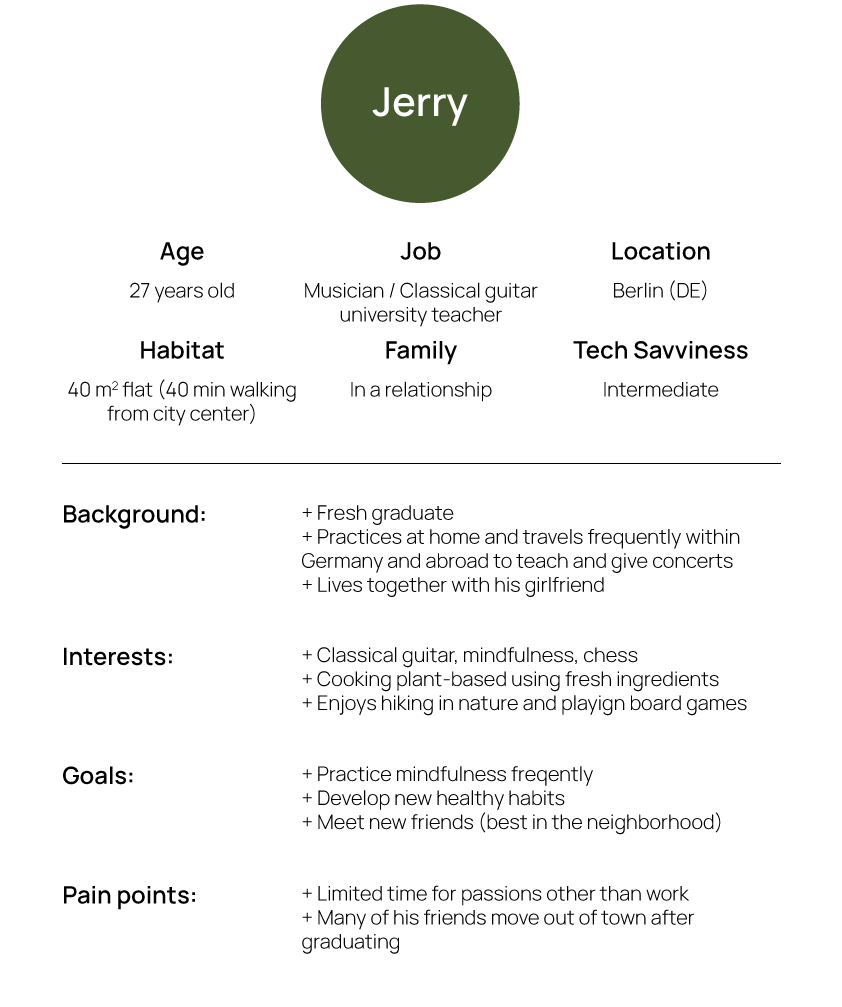 Jerry
Age
27 years old
Job
Musician / Classical guitar
university teacher
Location
Berlin (DE)
Habitat
40 m² flat (40 min walking
from city center)
Family
In a relationship
Tech Savviness
Intermediate
Background:
+ Fresh graduate
+ Practices at home and travels frequently within
Germany and abroad to teach and give concerts
+ Lives together with his girlfriend
Interests:
+ Classical guitar, mindfulness, chess
+ Cooking plant-based using fresh ingredients
+ Enjoys hiking in nature and playign board games
Goals:
+ Practice mindfulness freqently
+ Develop new healthy habits
+ Meet new friends (best in the neighborhood)
Pain points:
+ Limited time for passions other than work
+ Many of his friends move out of town after
graduating